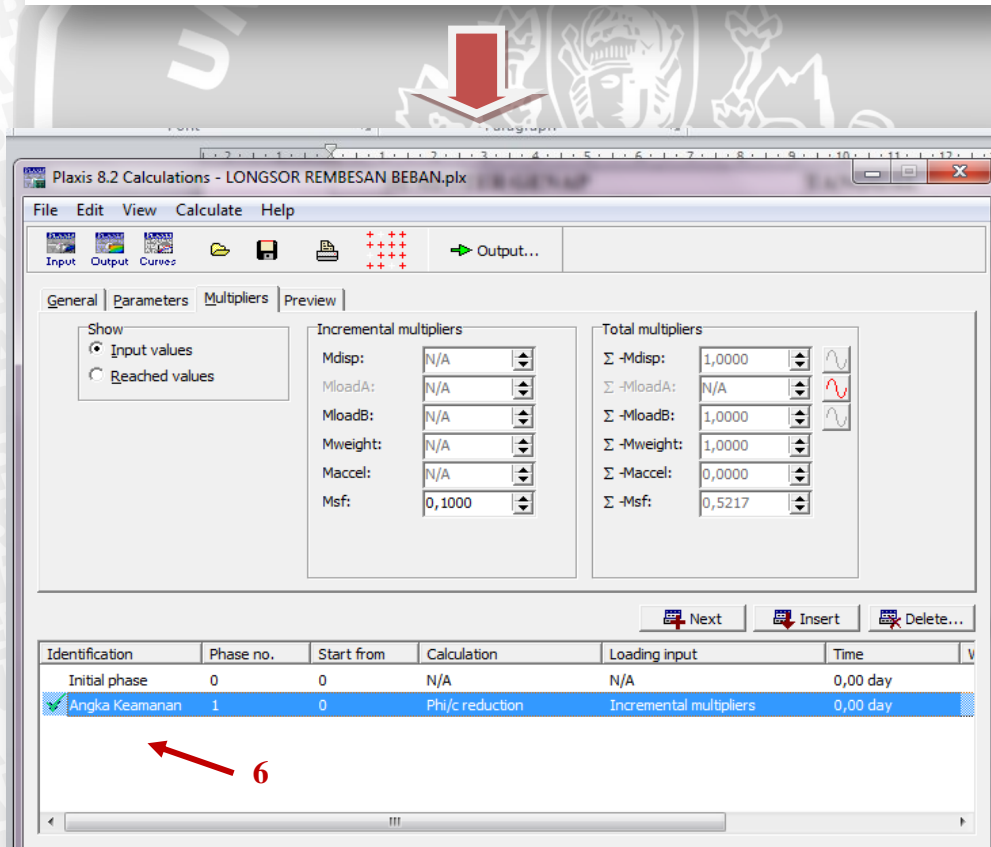 Plaxis 8.2 Calculations - LONGSOR REMBESAN BEBAN.plx
File Edit View Calculate Help
Input Output Curves Output...
General Parameters Multipliers Preview
Show
Input values
Reached values
Incremental multipliers
Mdisp: N/A
MloadA: N/A
MloadB: N/A
Mweight: N/A
Maccel: N/A
Msf: 0,1000
Total multipliers
Σ -Mdisp: 1,0000
Σ -MloadA: N/A
Σ -MloadB: 1,0000
Σ -Mweight: 1,0000
Σ -Maccel: 0,0000
Σ -Msf: 0,5217
Next Insert Delete...
Identification Phase no. Start from Calculation Loading input Time
Initial phase 0 0 N/A N/A 0,00 day
Angka Keamanan 1 0 Phi/c reduction Incremental multipliers 0,00 day
6